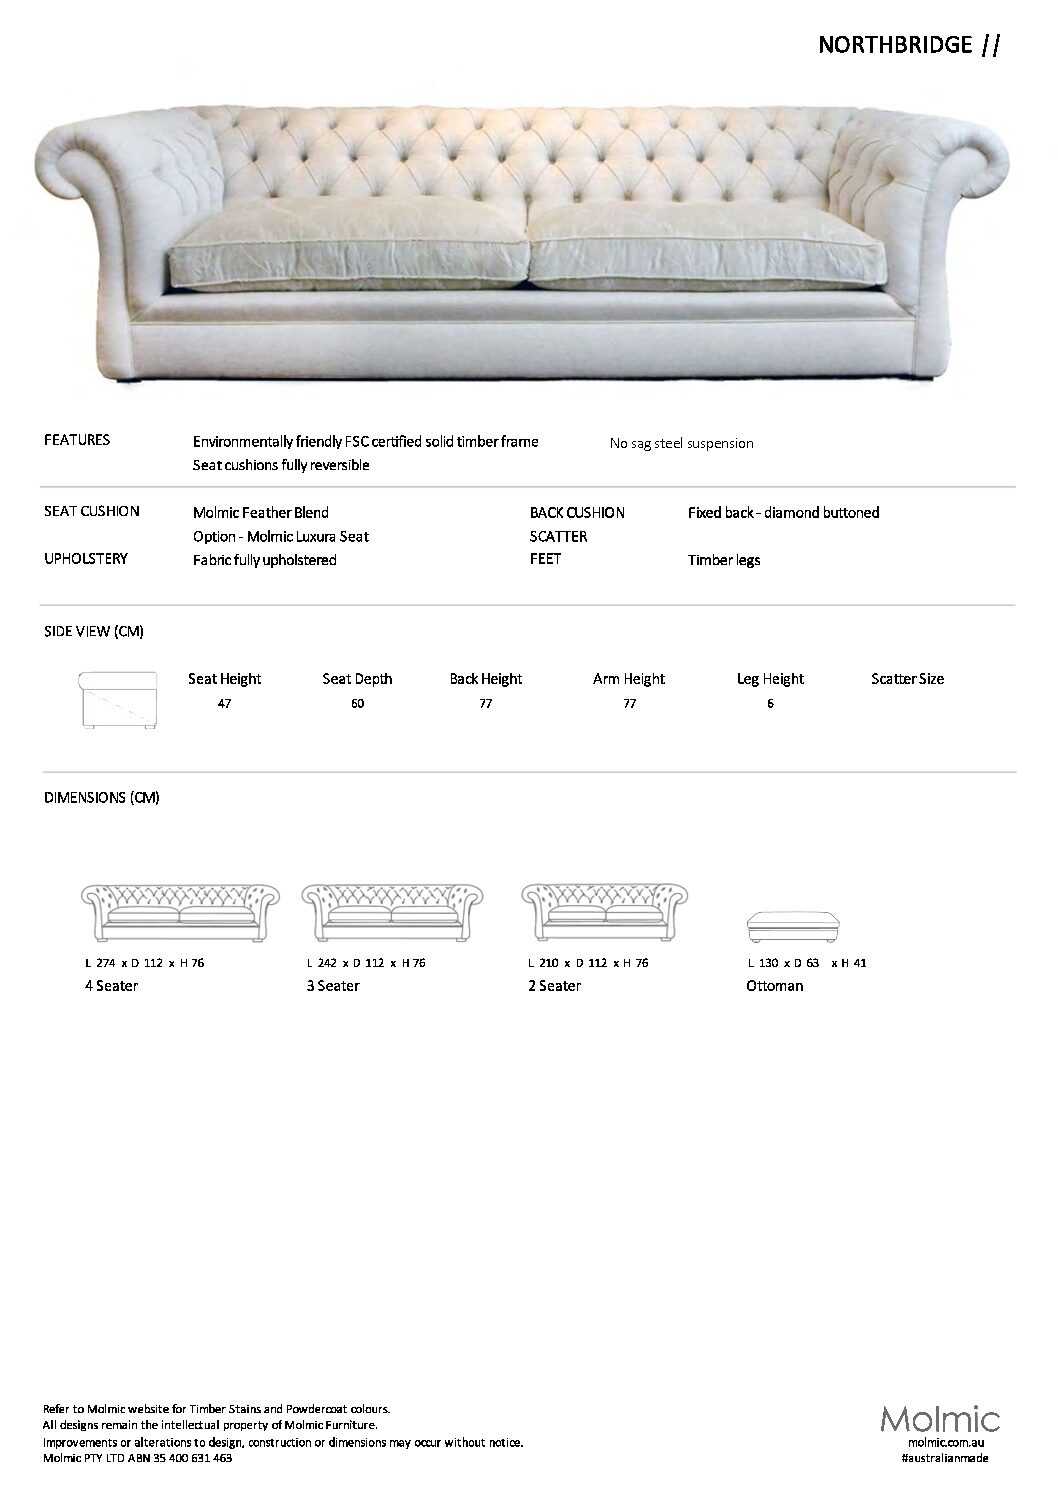 NORTHBRIDGE //
FEATURES Environmentally friendly FSC certified solid timber frame No sag steel suspension
Seat cushions fully reversible
SEAT CUSHION Molmic Feather Blend BACK CUSHION Fixed back - diamond buttoned
Option - Molmic Luxura Seat SCATTER
UPHOLSTERY Fabric fully upholstered FEET Timber legs
SIDE VIEW (CM)
Seat Height Seat Depth Back Height Arm Height Leg Height Scatter Size
47 60 77 77 6
DIMENSIONS (CM)
L 274 x D 112 x H 76 L 242 x D 112 x H 76 L 210 x D 112 x H 76 L 130 x D 63 x H 41
4 Seater 3 Seater 2 Seater Ottoman
Refer to Molmic website for Timber Stains and Powdercoat colours.
All designs remain the intellectual property of Molmic Furniture.
Improvements or alterations to design, construction or dimensions may occur without notice.
Molmic PTY LTD ABN 35 400 631 463
Molmic
molmic.com.au
#australianmade